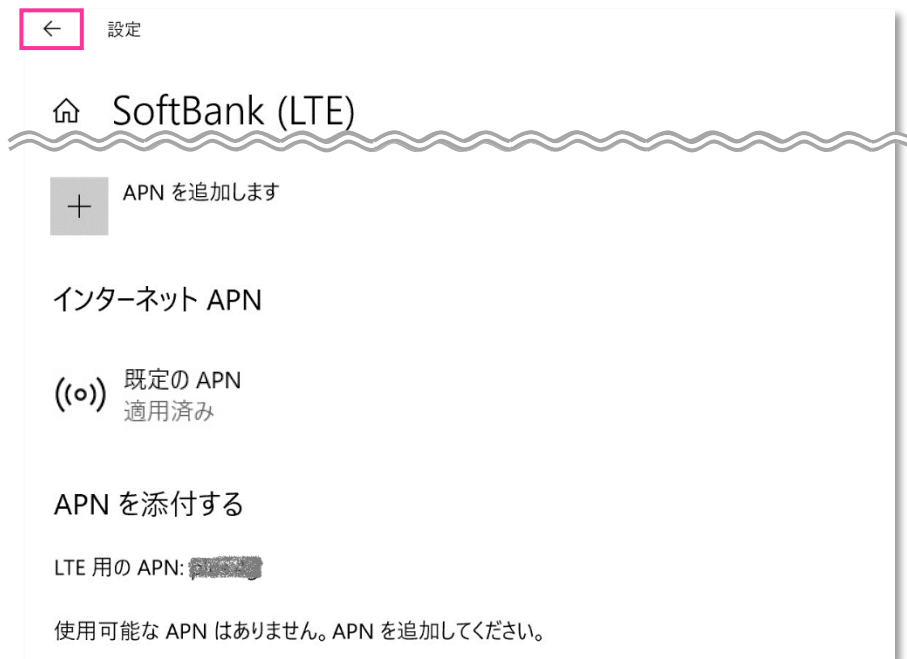 設定
SoftBank (LTE)
APN を追加します
インターネット APN
既定の APN
適用済み
APN を添付する
LTE 用の APN:
使用可能な APN はありません。APN を追加してください。